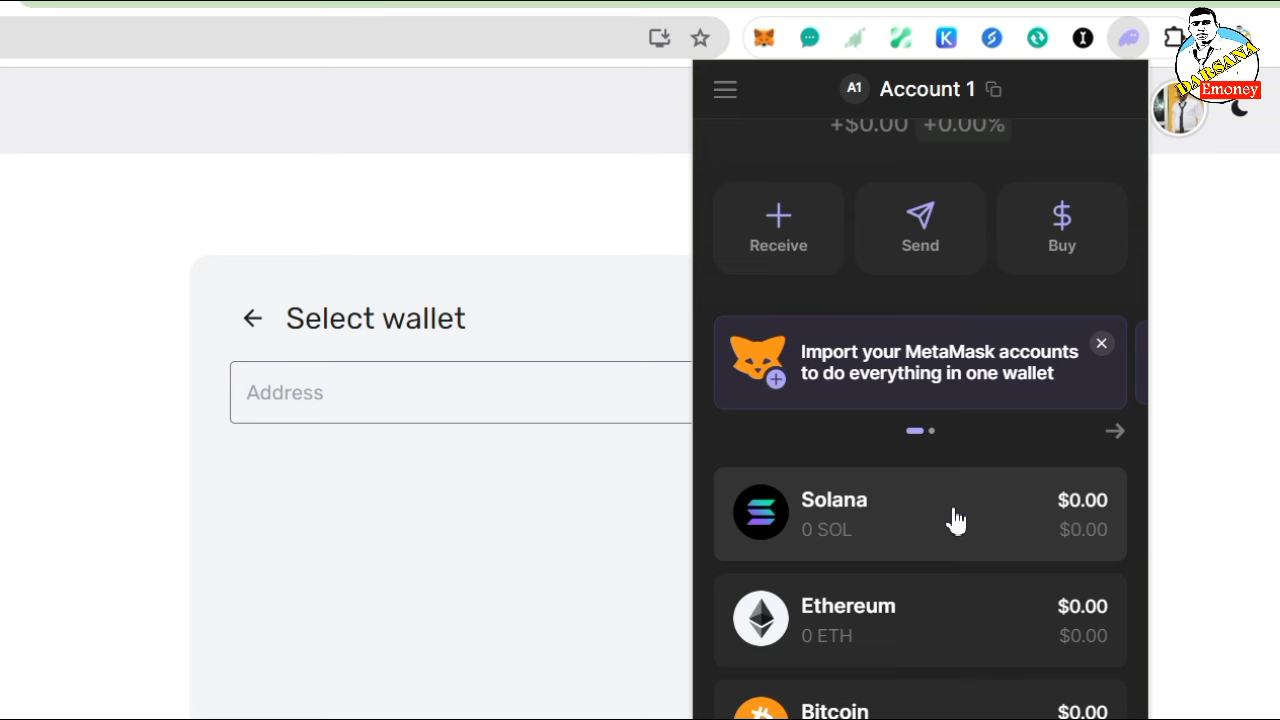 DARSANA
Emoney
A1 Account 1
+$0.00 +0.00%
Receive
Send
Buy
Select wallet
Address
Import your MetaMask accounts
to do everything in one wallet
Solana
$0.00
0 SOL
$0.00
Ethereum
$0.00
0 ETH
$0.00
Bitcoin
$0.00